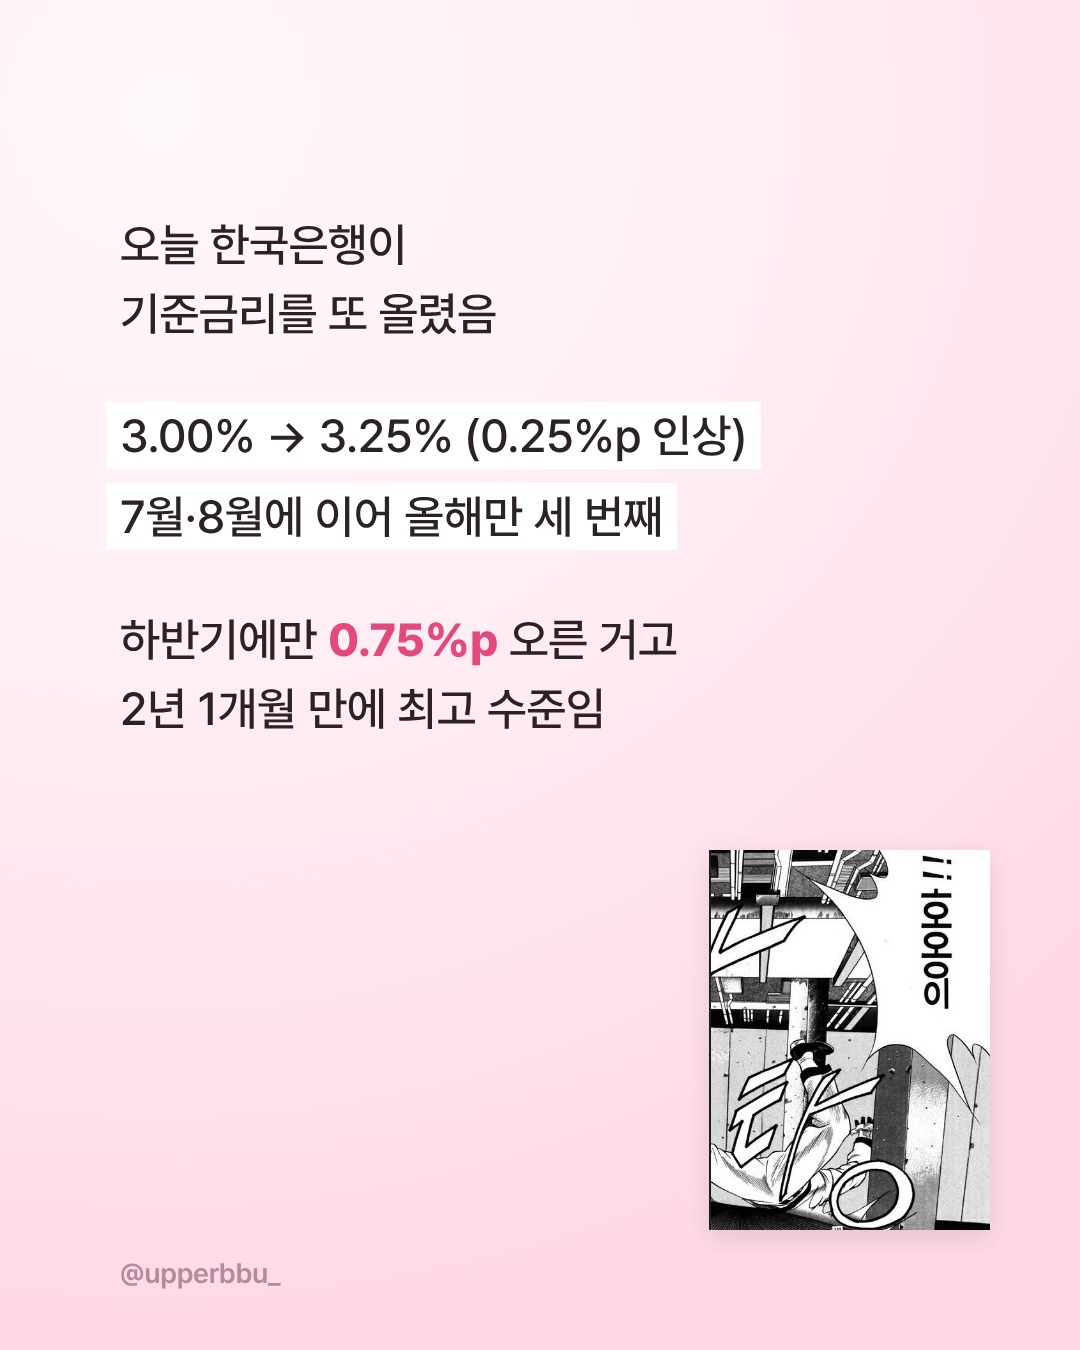 오늘 한국은행이
기준금리를 또 올렸음
3.00% → 3.25% (0.25%p 인상)
7월·8월에 이어 올해만 세 번째
하반기에만 0.75%p 오른 거고
2년 1개월 만에 최고 수준임
@upperbbu_